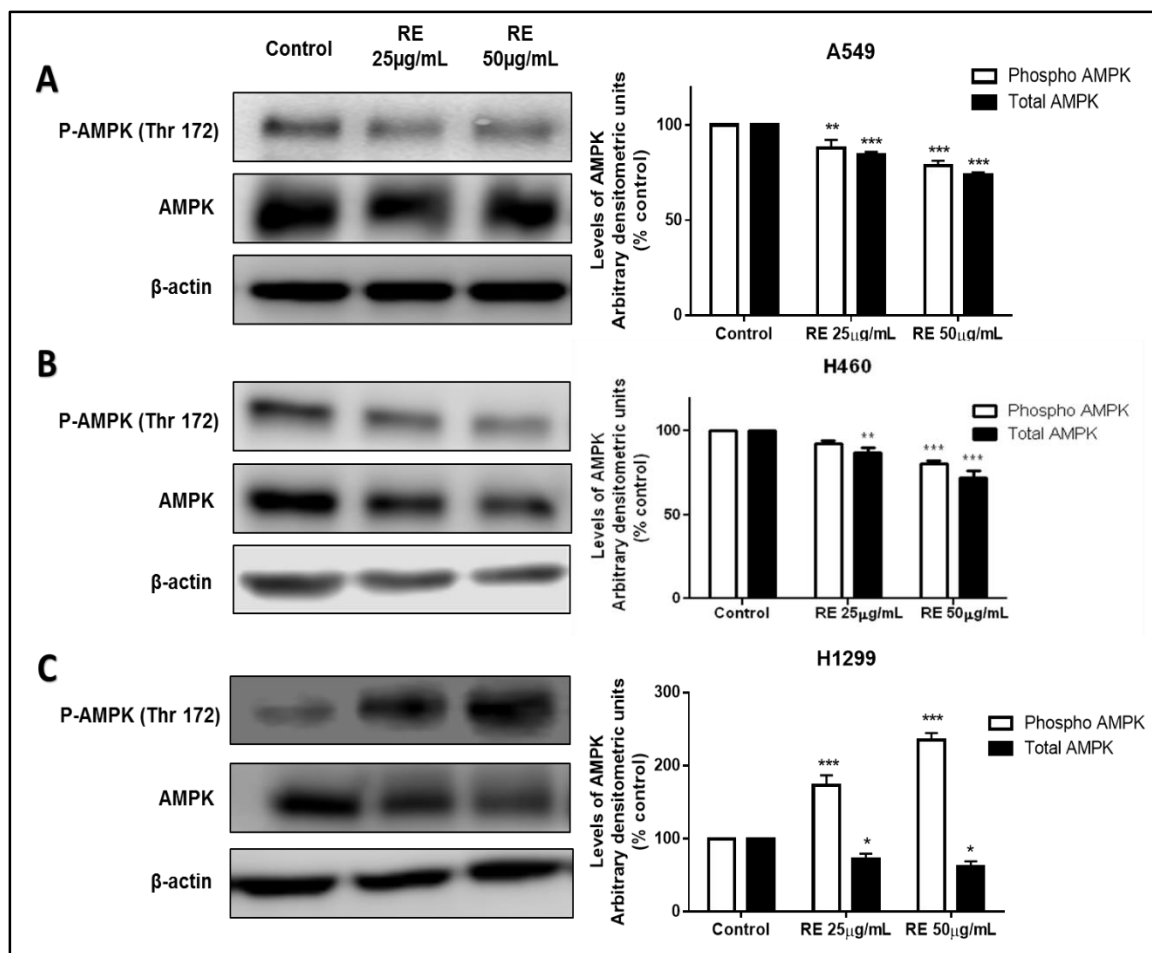 Control
RE
25µg/mL
RE
50µg/mL
A
P-AMPK (Thr 172)
AMPK
β-actin
A549
Phospho AMPK
Total AMPK
Levels of AMPK
Arbitrary densitometric units
(% control)
100
50
0
**
***
***
***
Control
RE 25µg/mL
RE 50µg/mL
B
P-AMPK (Thr 172)
AMPK
β-actin
H460
Phospho AMPK
Total AMPK
Levels of AMPK
Arbitrary densitometric units
(% control)
100
50
0
**
***
***
Control
RE 25µg/mL
RE 50µg/mL
C
P-AMPK (Thr 172)
AMPK
β-actin
H1299
Phospho AMPK
Total AMPK
Levels of AMPK
Arbitrary densitometric units
(% control)
300
200
100
0
***
*
***
*
Control
RE 25µg/mL
RE 50µg/mL